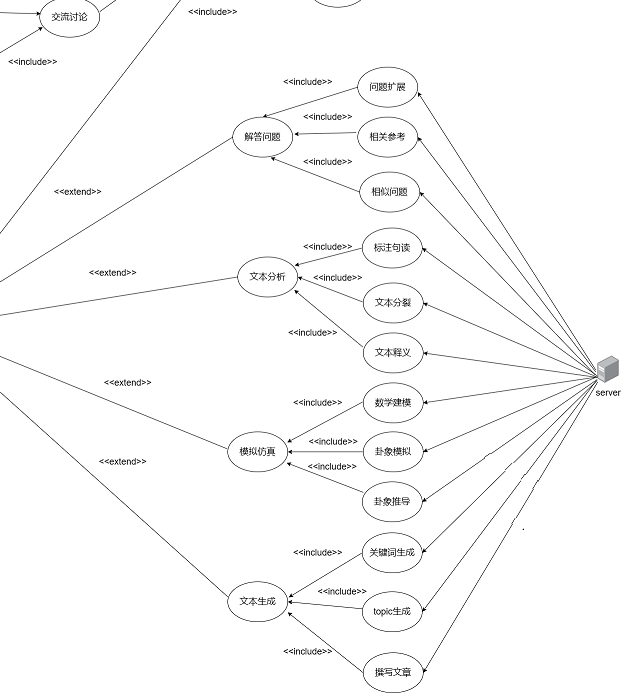 <<include>>
交流讨论
<<include>>
<<include>>
问题扩展
<<include>>
相关参考
解答问题
<<include>>
相似问题
<<extend>>
<<include>>
标注句读
<<extend>>
文本分析
<<include>>
文本分裂
<<include>>
文本释义
server
<<extend>>
<<include>>
数学建模
<<include>>
模拟仿真
卦象模拟
<<extend>>
<<include>>
卦象推导
<<include>>
关键词生成
<<include>>
文本生成
topic生成
<<include>>
撰写文章